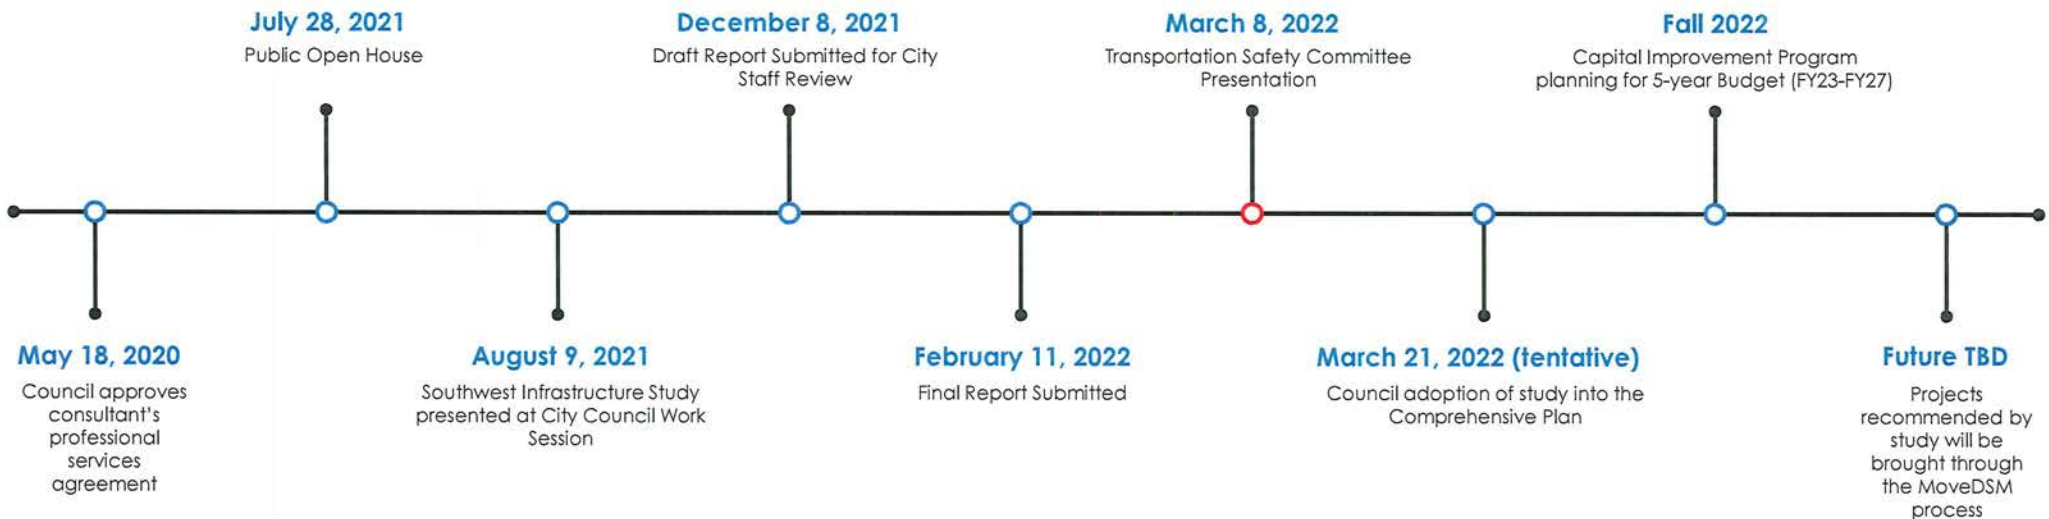 July 28, 2021
Public Open House
December 8, 2021
Draft Report Submitted for City
Staff Review
March 8, 2022
Transportation Safety Committee
Presentation
Fall 2022
Capital Improvement Program
planning for 5-year Budget (FY23-FY27)
May 18, 2020
Council approves
consultant's
professional
services
agreement
August 9, 2021
Southwest Infrastructure Study
presented at City Council Work
Session
February 11, 2022
Final Report Submitted
March 21, 2022 (tentative)
Council adoption of study into the
Comprehensive Plan
Future TBD
Projects
recommended by
study will be
brought through
the MoveDSM
process